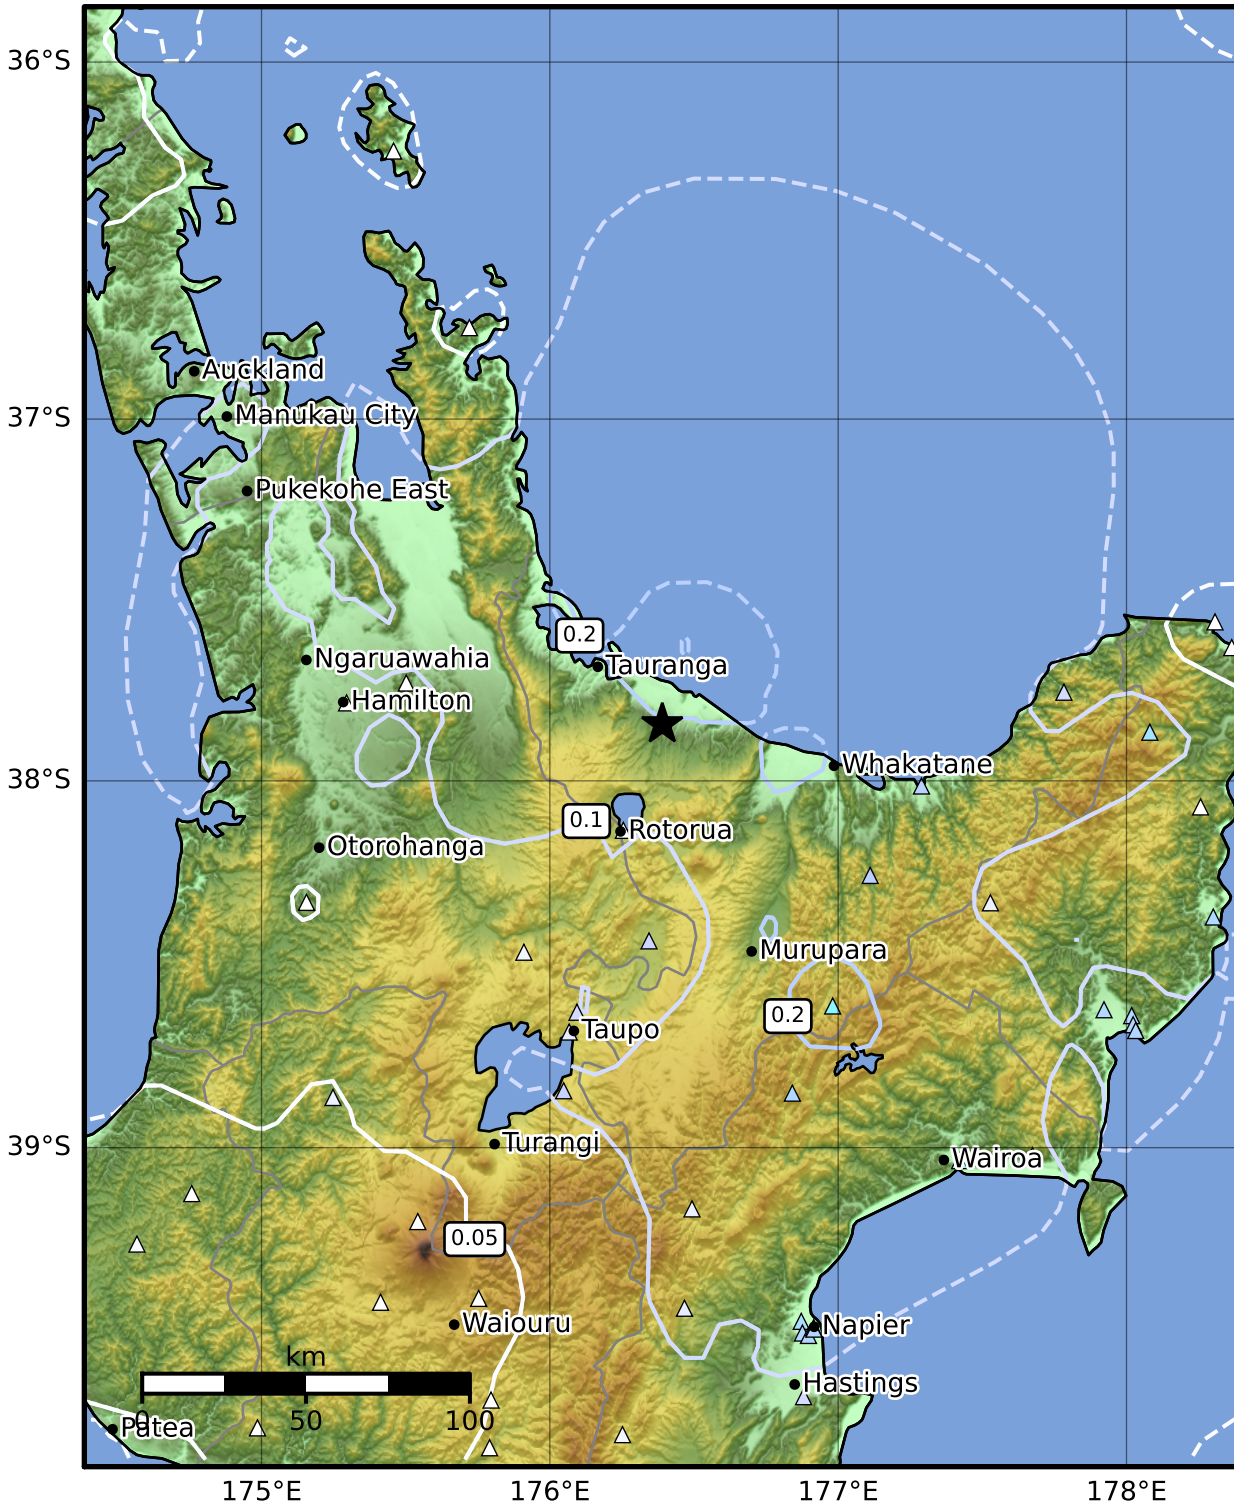 36°S
Auckland
37°S
Manukau City
Pukekohe East
0.2
Ngaruawahia
Tauranga
Hamilton
38°S
Whakatane
0.1
Rotorua
Otorohanga
Murupara
0.2
Taupo
39°S
Turangi
Wairoa
0.05
Waiouru
Napier
km
Hastings
0 50 100
Patea
175°E 176°E 177°E 178°E